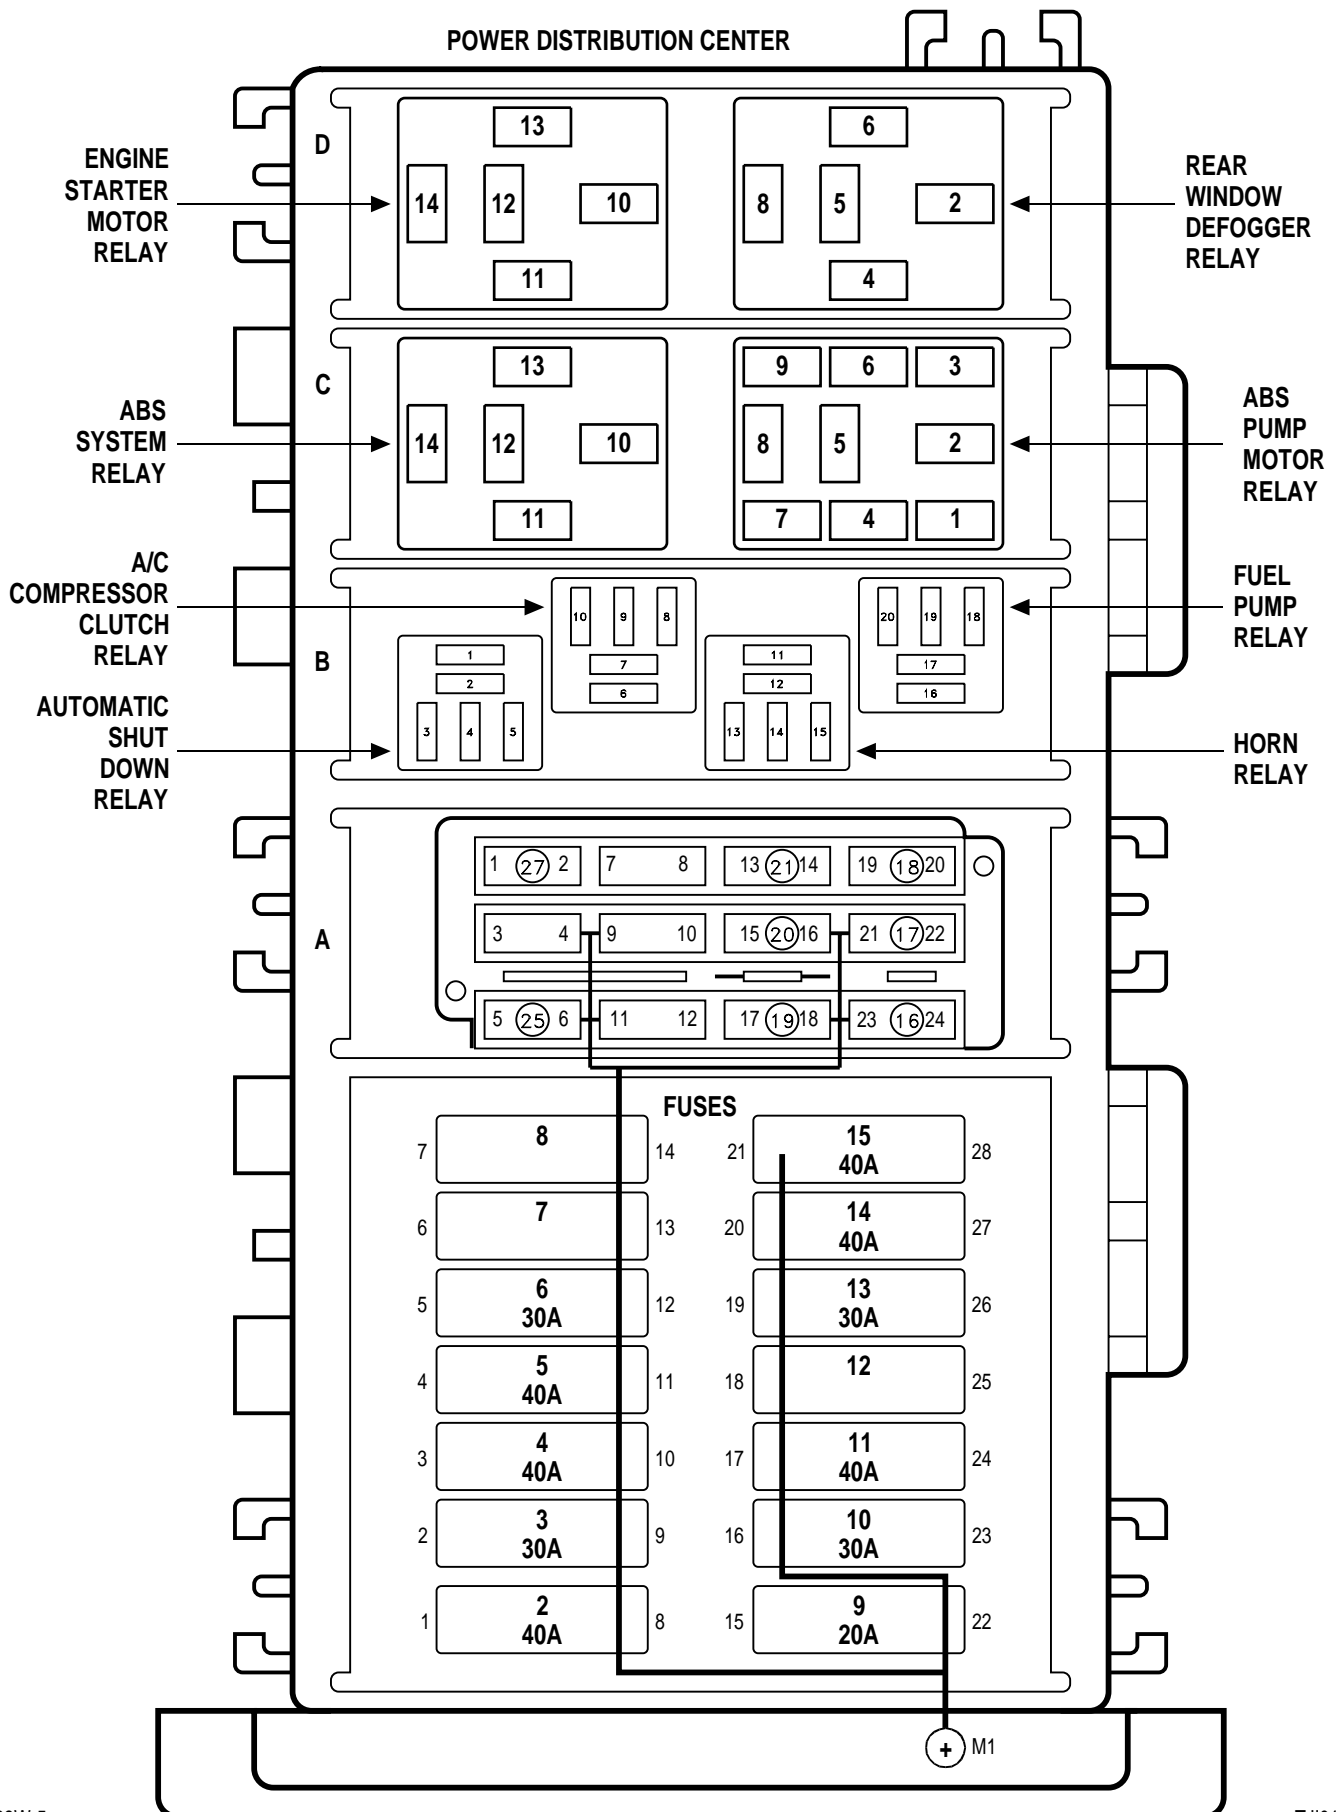 POWER DISTRIBUTION CENTER
D
ENGINE
STARTER
MOTOR
RELAY
13
14 12 10
11
6
8 5 2
4
REAR
WINDOW
DEFOGGER
RELAY
C
ABS
SYSTEM
RELAY
13
14 12 10
11
9 6 3
8 5 2
7 4 1
ABS
PUMP
MOTOR
RELAY
B
A/C
COMPRESSOR
CLUTCH
RELAY
10 9 8
7
6
20 19 18
17
16
FUEL
PUMP
RELAY
AUTOMATIC
SHUT
DOWN
RELAY
1
2
3 4 5
11
12
13 14 15
HORN
RELAY
A
1 27 2 7 8 13 21 14 19 18 20
3 4 9 10 15 20 16 21 17 22
5 25 6 11 12 17 19 18 23 16 24
FUSES
7 8 14 21 15 28
40A
6 7 13 20 14 27
40A
5 6 12 19 13 26
30A 30A
4 5 11 18 12 25
40A
3 4 10 17 11 24
40A 40A
2 3 9 16 10 23
30A 30A
1 2 8 15 9 22
40A 20A
+ M1